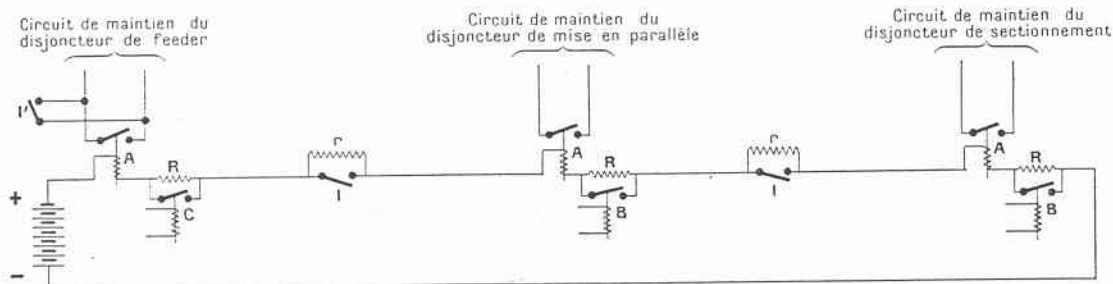 Circuit de maintien du
disjoncteur de feeder
Circuit de maintien du
disjoncteur de mise en parallèle
Circuit de maintien du
disjoncteur de sectionnement
I'
A
R
C
r
I
A
R
B
r
I
A
R
B
+
−